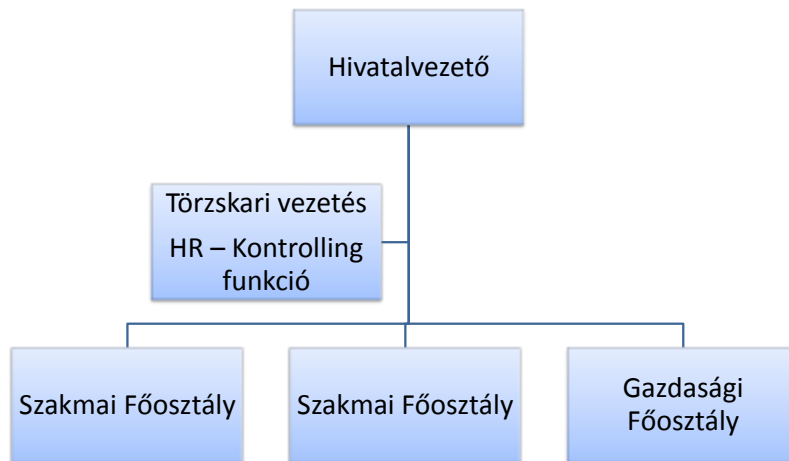 Hivatalvezető
Törzskari vezetés
HR – Kontrolling
funkció
Szakmai Főosztály
Szakmai Főosztály
Gazdasági
Főosztály